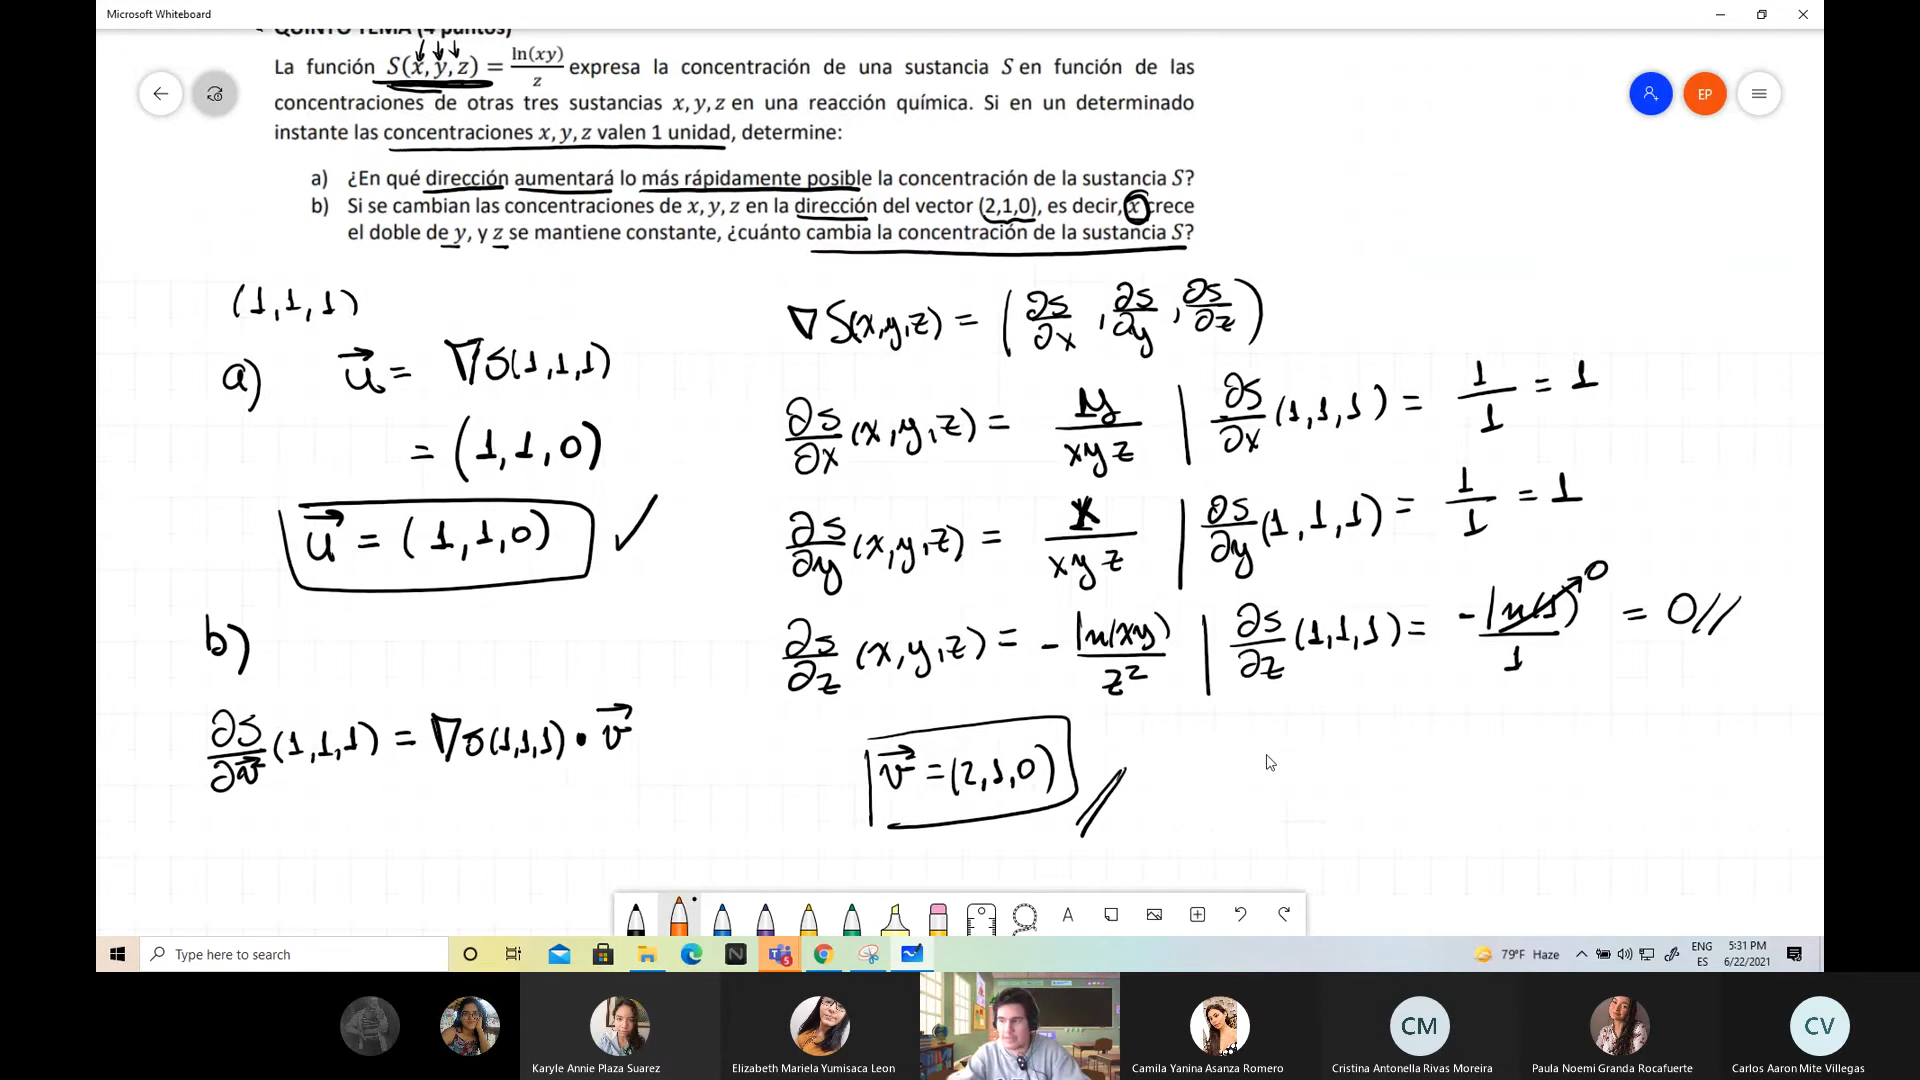 Microsoft Whiteboard
QUINTO TEMA (4 puntos)
La función S(x, y, z) = ln(xy)/z expresa la concentración de una sustancia S en función de las
concentraciones de otras tres sustancias x, y, z en una reacción química. Si en un determinado
instante las concentraciones x, y, z valen 1 unidad, determine:
a) ¿En qué dirección aumentará lo más rápidamente posible la concentración de la sustancia S?
b) Si se cambian las concentraciones de x, y, z en la dirección del vector (2,1,0), es decir, x crece
el doble de y, y z se mantiene constante, ¿cuánto cambia la concentración de la sustancia S?
EP
(1,1,1)
a) u⃗ = ∇S(1,1,1)
= (1,1,0)
u⃗ = (1,1,0) ✓
b)
∂S/∂v⃗ (1,1,1) = ∇S(1,1,1) • v⃗
∇S(x,y,z) = (∂S/∂x, ∂S/∂y, ∂S/∂z)
∂S/∂x (x,y,z) = y/xyz | ∂S/∂x (1,1,1) = 1/1 = 1
∂S/∂y (x,y,z) = x/xyz | ∂S/∂y (1,1,1) = 1/1 = 1
∂S/∂z (x,y,z) = - ln(xy)/z² | ∂S/∂z (1,1,1) = -ln(1)/1 0 = 0//
v⃗ = (2,1,0) //
A
Type here to search
79°F Haze
ENG
ES
5:31 PM
6/22/2021
Karyle Annie Plaza Suarez
Elizabeth Mariela Yumisaca Leon
Camila Yanina Asanza Romero
CM
Cristina Antonella Rivas Moreira
Paula Noemi Granda Rocafuerte
CV
Carlos Aaron Mite Villegas